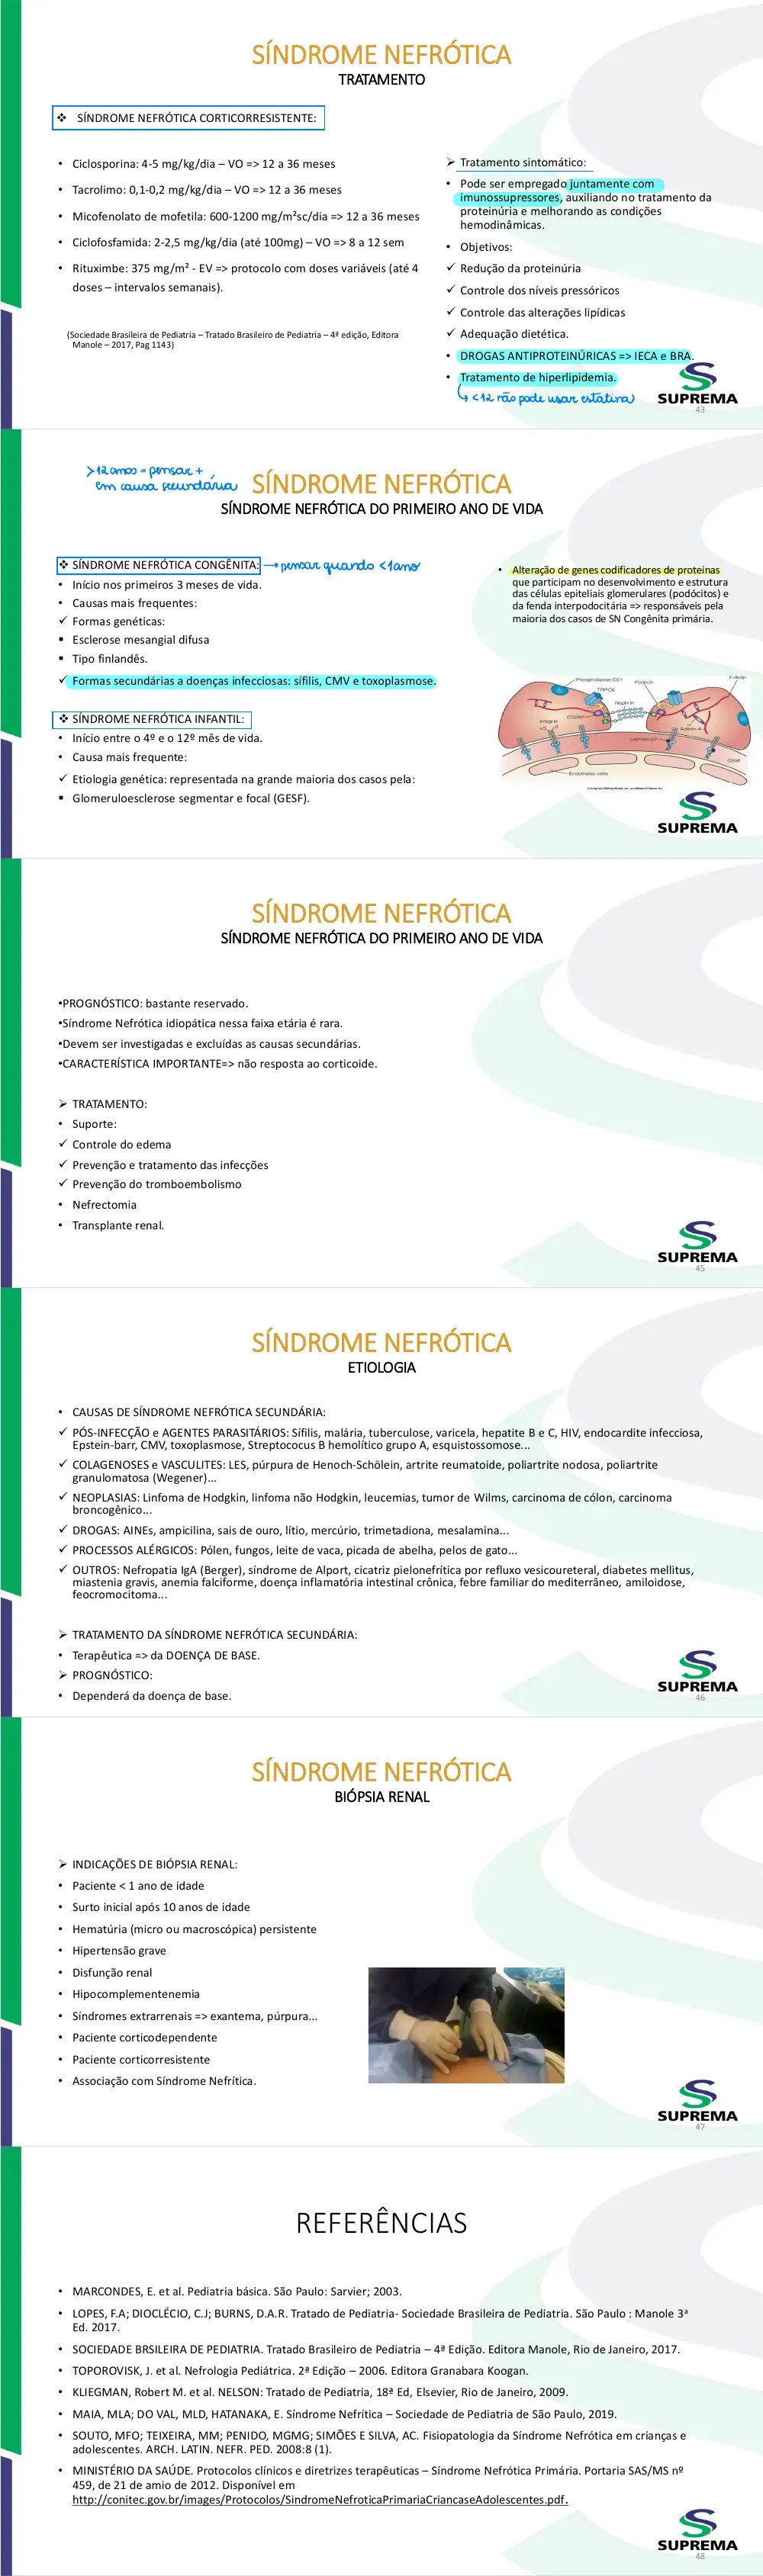 SÍNDROME NEFRÓTICA
TRATAMENTO
❖ SÍNDROME NEFRÓTICA CORTICORRESISTENTE:
• Ciclosporina: 4-5 mg/kg/dia – VO => 12 a 36 meses
• Tacrolimo: 0,1-0,2 mg/kg/dia – VO => 12 a 36 meses
• Micofenolato de mofetila: 600-1200 mg/m²sc/dia => 12 a 36 meses
• Ciclofosfamida: 2-2,5 mg/kg/dia (até 100mg) – VO => 8 a 12 sem
• Rituximbe: 375 mg/m² - EV => protocolo com doses variáveis (até 4
doses – intervalos semanais).
(Sociedade Brasileira de Pediatria – Tratado Brasileiro de Pediatria – 4ª edição, Editora
Manole – 2017, Pag 1143)
➢ Tratamento sintomático:
• Pode ser empregado juntamente com
imunossupressores, auxiliando no tratamento da
proteinúria e melhorando as condições
hemodinâmicas.
• Objetivos:
✓ Redução da proteinúria
✓ Controle dos níveis pressóricos
✓ Controle das alterações lipídicas
✓ Adequação dietética.
• DROGAS ANTIPROTEINÚRICAS => IECA e BRA.
• Tratamento de hiperlipidemia.
↳ <12 não pode usar estatina
SUPREMA
43
>12 anos = pensar +
em causa secundária
SÍNDROME NEFRÓTICA
SÍNDROME NEFRÓTICA DO PRIMEIRO ANO DE VIDA
❖ SÍNDROME NEFRÓTICA CONGÊNITA: → pensar quando <1ano
• Início nos primeiros 3 meses de vida.
• Causas mais frequentes:
✓ Formas genéticas:
▪ Esclerose mesangial difusa
▪ Tipo finlandês.
✓ Formas secundárias a doenças infecciosas: sífilis, CMV e toxoplasmose.
❖ SÍNDROME NEFRÓTICA INFANTIL:
• Início entre o 4º e o 12º mês de vida.
• Causa mais frequente:
✓ Etiologia genética: representada na grande maioria dos casos pela:
▪ Glomeruloesclerose segmentar e focal (GESF).
• Alteração de genes codificadores de proteínas
que participam no desenvolvimento e estrutura
das células epiteliais glomerulares (podócitos) e
da fenda interpodocitária => responsáveis pela
maioria dos casos de SN Congênita primária.
Phospholipase CE1
F-Actin
Podocin
TRPC6
Nephrin
Integrin
GBM
Endothelial cells
SUPREMA
SÍNDROME NEFRÓTICA
SÍNDROME NEFRÓTICA DO PRIMEIRO ANO DE VIDA
•PROGNÓSTICO: bastante reservado.
•Síndrome Nefrótica idiopática nessa faixa etária é rara.
•Devem ser investigadas e excluídas as causas secundárias.
•CARACTERÍSTICA IMPORTANTE=> não resposta ao corticoide.
➢ TRATAMENTO:
• Suporte:
✓ Controle do edema
✓ Prevenção e tratamento das infecções
✓ Prevenção do tromboembolismo
• Nefrectomia
• Transplante renal.
SUPREMA
45
SÍNDROME NEFRÓTICA
ETIOLOGIA
• CAUSAS DE SÍNDROME NEFRÓTICA SECUNDÁRIA:
✓ PÓS-INFECÇÃO e AGENTES PARASITÁRIOS: Sífilis, malária, tuberculose, varicela, hepatite B e C, HIV, endocardite infecciosa,
Epstein-barr, CMV, toxoplasmose, Streptococus B hemolítico grupo A, esquistossomose...
✓ COLAGENOSES e VASCULITES: LES, púrpura de Henoch-Schölein, artrite reumatoide, poliartrite nodosa, poliartrite
granulomatosa (Wegener)...
✓ NEOPLASIAS: Linfoma de Hodgkin, linfoma não Hodgkin, leucemias, tumor de Wilms, carcinoma de cólon, carcinoma
broncogênico...
✓ DROGAS: AINEs, ampicilina, sais de ouro, lítio, mercúrio, trimetadiona, mesalamina...
✓ PROCESSOS ALÉRGICOS: Pólen, fungos, leite de vaca, picada de abelha, pelos de gato...
✓ OUTROS: Nefropatia IgA (Berger), síndrome de Alport, cicatriz pielonefrítica por refluxo vesicoureteral, diabetes mellitus,
miastenia gravis, anemia falciforme, doença inflamatória intestinal crônica, febre familiar do mediterrâneo, amiloidose,
feocromocitoma...
➢ TRATAMENTO DA SÍNDROME NEFRÓTICA SECUNDÁRIA:
• Terapêutica => da DOENÇA DE BASE.
➢ PROGNÓSTICO:
• Dependerá da doença de base.
SUPREMA
46
SÍNDROME NEFRÓTICA
BIÓPSIA RENAL
➢ INDICAÇÕES DE BIÓPSIA RENAL:
• Paciente < 1 ano de idade
• Surto inicial após 10 anos de idade
• Hematúria (micro ou macroscópica) persistente
• Hipertensão grave
• Disfunção renal
• Hipocomplementenemia
• Síndromes extrarrenais => exantema, púrpura...
• Paciente corticodependente
• Paciente corticorresistente
• Associação com Síndrome Nefrítica.
SUPREMA
47
REFERÊNCIAS
• MARCONDES, E. et al. Pediatria básica. São Paulo: Sarvier; 2003.
• LOPES, F.A; DIOCLÉCIO, C.J; BURNS, D.A.R. Tratado de Pediatria- Sociedade Brasileira de Pediatria. São Paulo : Manole 3ª
Ed. 2017.
• SOCIEDADE BRSILEIRA DE PEDIATRIA. Tratado Brasileiro de Pediatria – 4ª Edição. Editora Manole, Rio de Janeiro, 2017.
• TOPOROVISK, J. et al. Nefrologia Pediátrica. 2ª Edição – 2006. Editora Granabara Koogan.
• KLIEGMAN, Robert M. et al. NELSON: Tratado de Pediatria, 18ª Ed, Elsevier, Rio de Janeiro, 2009.
• MAIA, MLA; DO VAL, MLD, HATANAKA, E. Síndrome Nefrítica – Sociedade de Pediatria de São Paulo, 2019.
• SOUTO, MFO; TEIXEIRA, MM; PENIDO, MGMG; SIMÕES E SILVA, AC. Fisiopatologia da Síndrome Nefrótica em crianças e
adolescentes. ARCH. LATIN. NEFR. PED. 2008:8 (1).
• MINISTÉRIO DA SAÚDE. Protocolos clínicos e diretrizes terapêuticas – Síndrome Nefrótica Primária. Portaria SAS/MS nº
459, de 21 de amio de 2012. Disponível em
http://conitec.gov.br/images/Protocolos/SindromeNefroticaPrimariaCriancaseAdolescentes.pdf.
SUPREMA
48